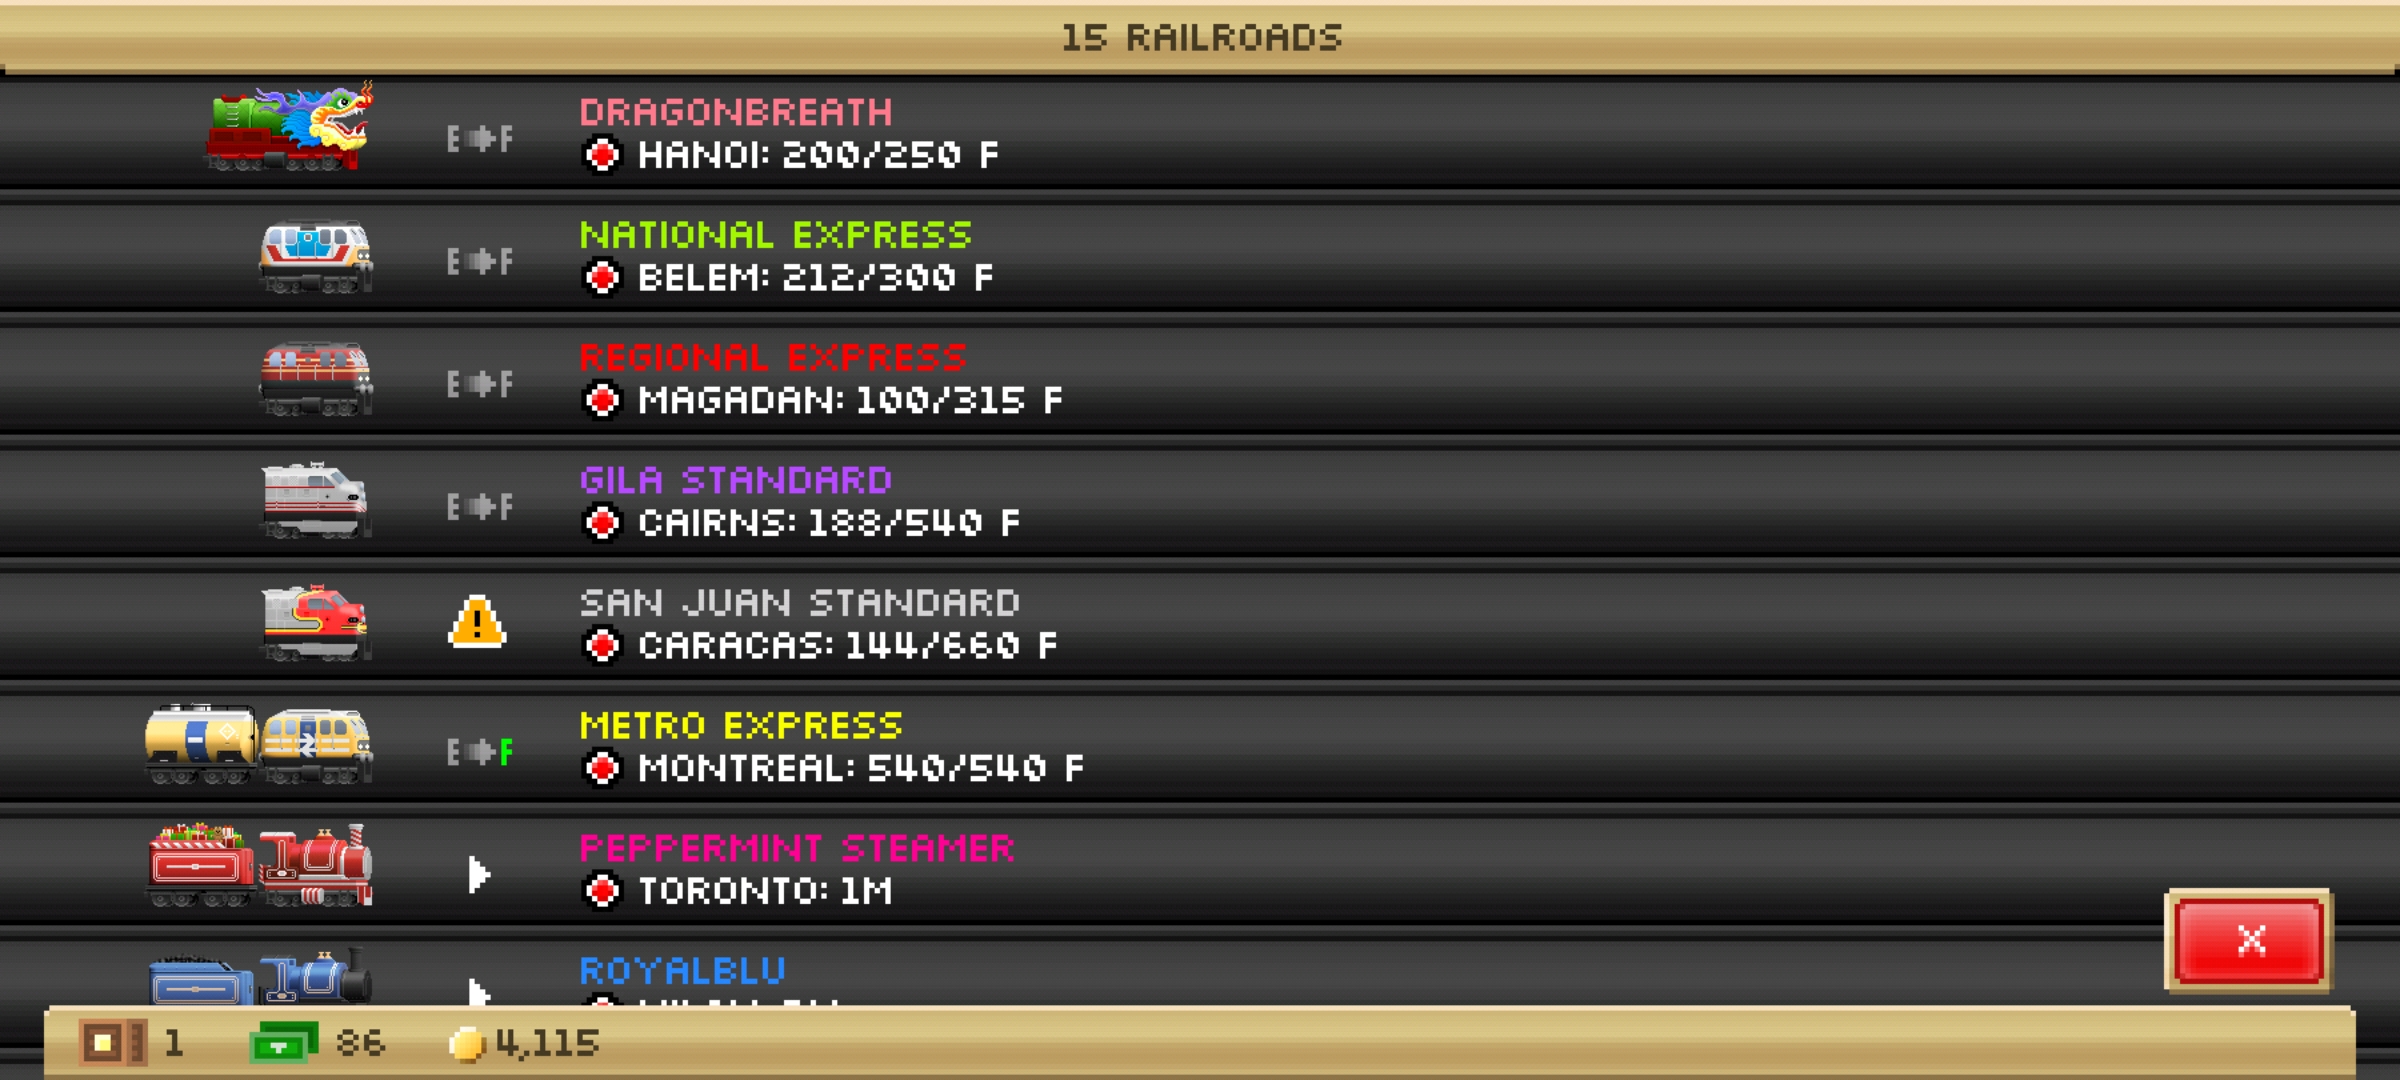 15 RAILROADS
DRAGONBREATH
E F HANOI: 200/250 F
NATIONAL EXPRESS
E F BELEM: 212/300 F
REGIONAL EXPRESS
E F MAGADAN: 100/315 F
GILA STANDARD
E F CAIRNS: 188/540 F
SAN JUAN STANDARD
! CARACAS: 144/660 F
METRO EXPRESS
E F MONTREAL: 540/540 F
PEPPERMINT STEAMER
TORONTO: 1M
ROYALBLU
X
1 86 4,115